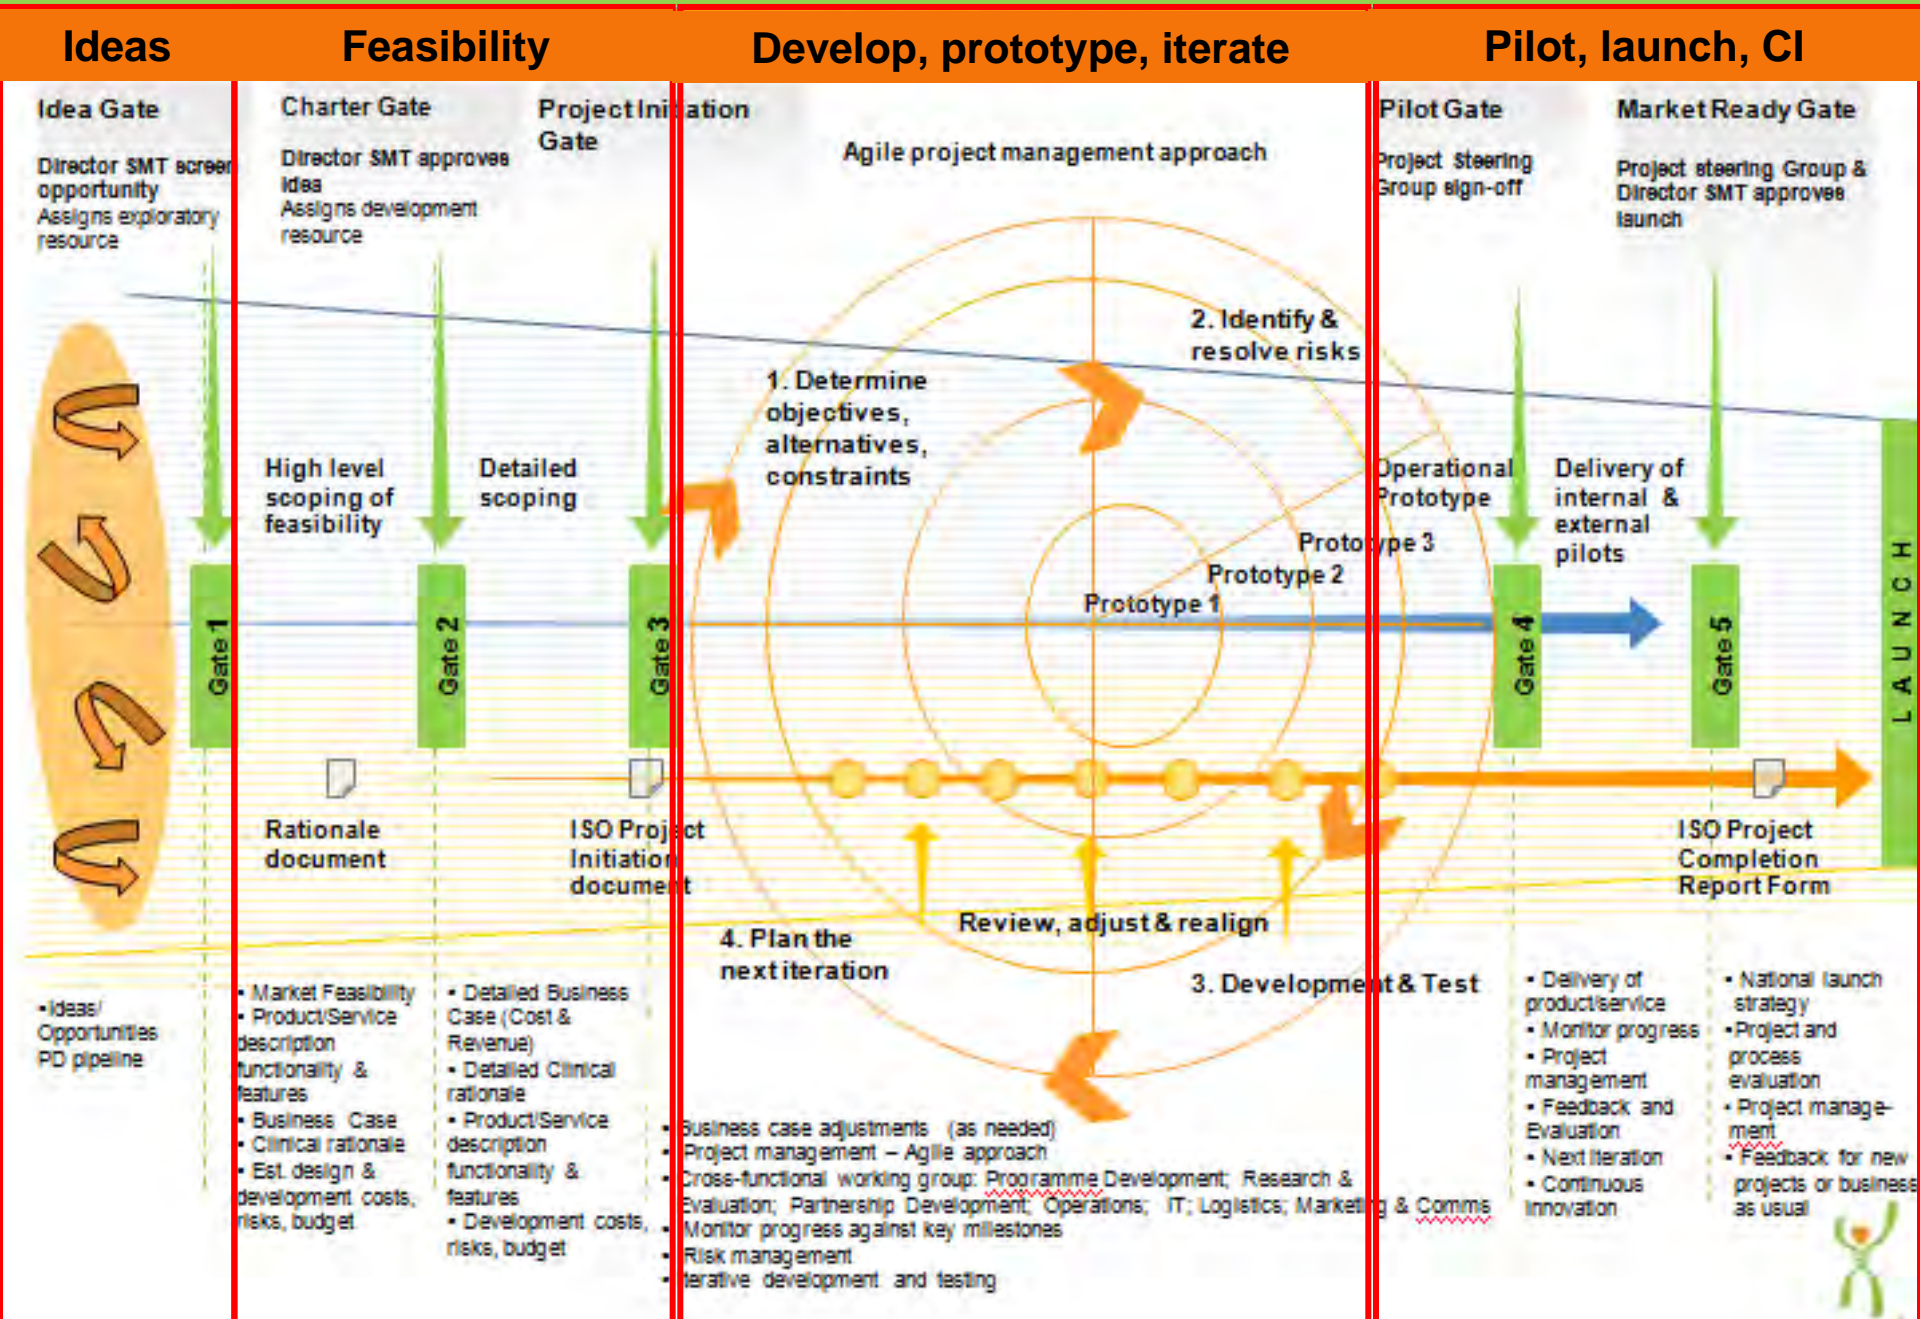 Ideas
Feasibility
Develop, prototype, iterate
Pilot, launch, CI
Idea Gate
Director SMT screen
opportunity
Assigns exploratory
resource
Charter Gate
Director SMT approves
idea
Assigns development
resource
Project Initiation
Gate
Agile project management approach
Pilot Gate
Project Steering
Group sign-off
Market Ready Gate
Project steering Group &
Director SMT approves
launch
High level
scoping of
feasibility
Detailed
scoping
1. Determine
objectives,
alternatives,
constraints
2. Identify &
resolve risks
Operational
Prototype
Prototype 3
Prototype 2
Prototype 1
Delivery of
internal &
external
pilots
Gate 1
Gate 2
Gate 3
Gate 4
Gate 5
LAUNCH
Rationale
document
ISO Project
Initiation
document
ISO Project
Completion
Report Form
Review, adjust & realign
4. Plan the
next iteration
3. Development & Test
▪Ideas/
Opportunities
PD pipeline
▪ Market Feasibility
▪ Product/Service
description
functionality &
features
▪ Business Case
▪ Clinical rationale
▪ Est. design &
development costs,
risks, budget
▪ Detailed Business
Case (Cost &
Revenue)
▪ Detailed Clinical
rationale
▪ Product/Service
description
functionality &
features
▪ Development costs,
risks, budget
▪ Business case adjustments (as needed)
▪ Project management – Agile approach
▪ Cross-functional working group: Programme Development; Research &
Evaluation; Partnership Development; Operations; IT; Logistics; Marketing & Comms
▪ Monitor progress against key milestones
▪ Risk management
▪ Iterative development and testing
▪ Delivery of
product/service
▪ Monitor progress
▪ Project
management
▪ Feedback and
Evaluation
▪ Next iteration
▪ Continuous
innovation
▪ National launch
strategy
▪Project and
process
evaluation
▪ Project manage-
ment
▪ Feedback for new
projects or business
as usual